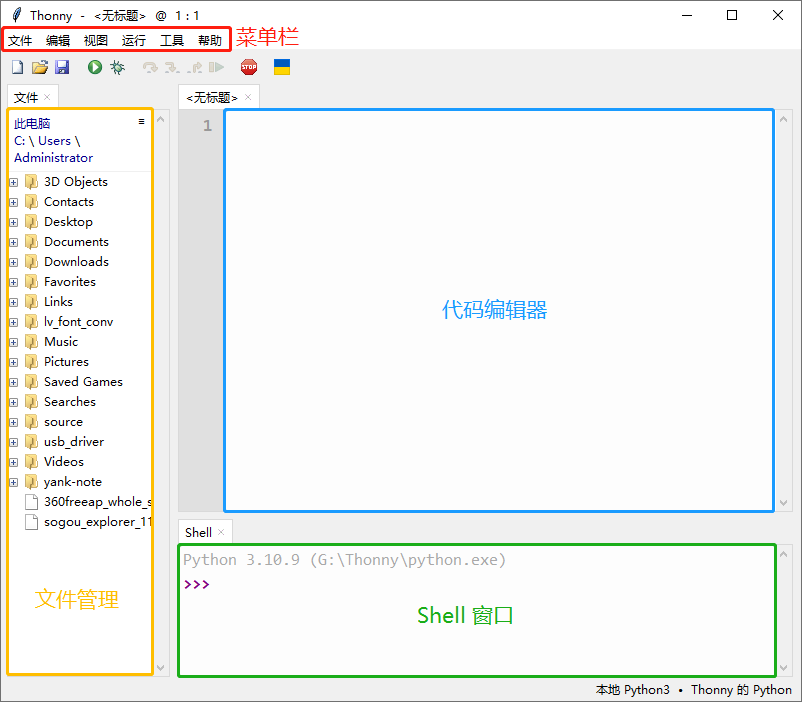 Thonny - <无标题> @ 1 : 1
文件 编辑 视图 运行 工具 帮助 菜单栏
STOP
文件
<无标题>
此电脑
C: \ Users \
Administrator
3D Objects
Contacts
Desktop
Documents
Downloads
Favorites
Links
lv_font_conv
Music
Pictures
Saved Games
Searches
source
usb_driver
Videos
yank-note
360freeap_whole_s
sogou_explorer_11
文件管理
1
代码编辑器
Shell
Python 3.10.9 (G:\Thonny\python.exe)
>>>
Shell 窗口
本地 Python3 • Thonny 的 Python